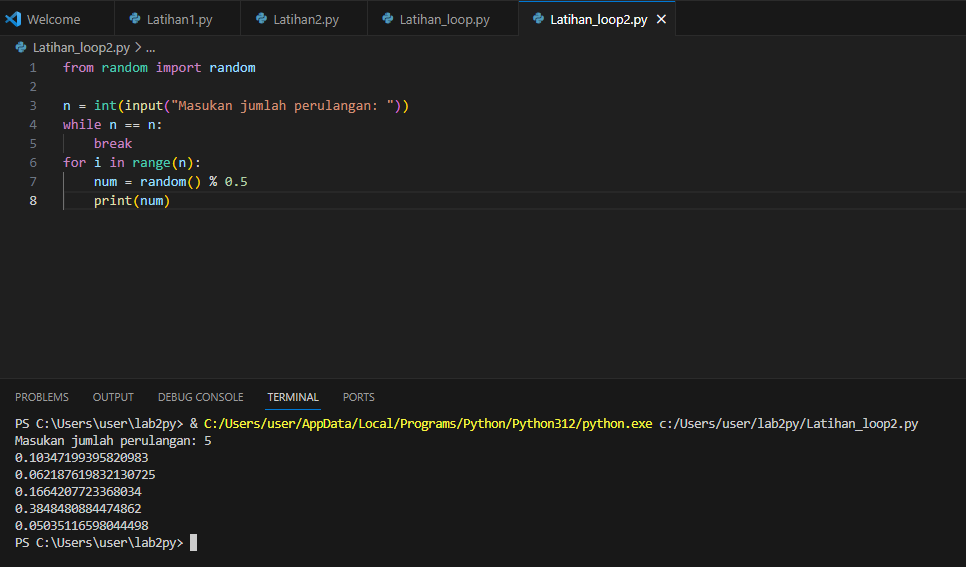 Welcome Latihan1.py Latihan2.py Latihan_loop.py Latihan_loop2.py
Latihan_loop2.py > ...
1 from random import random
2
3 n = int(input("Masukan jumlah perulangan: "))
4 while n == n:
5     break
6 for i in range(n):
7     num = random() % 0.5
8     print(num)
PROBLEMS OUTPUT DEBUG CONSOLE TERMINAL PORTS
PS C:\Users\user\lab2py> & C:/Users/user/AppData/Local/Programs/Python/Python312/python.exe c:/Users/user/lab2py/Latihan_loop2.py
Masukan jumlah perulangan: 5
0.10347199395820983
0.062187619832130725
0.1664207723368034
0.3848480884474862
0.05035116598044498
PS C:\Users\user\lab2py>